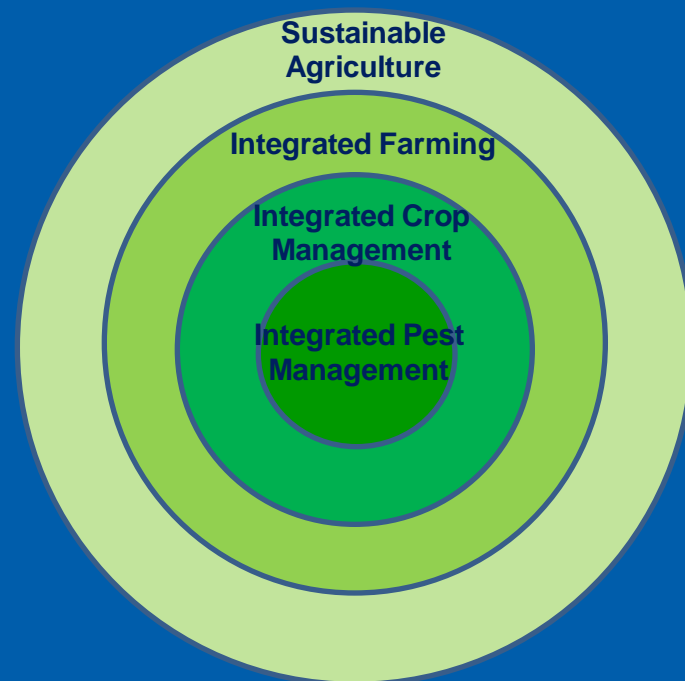 Sustainable
Agriculture
Integrated Farming
Integrated Crop
Management
Integrated Pest
Management